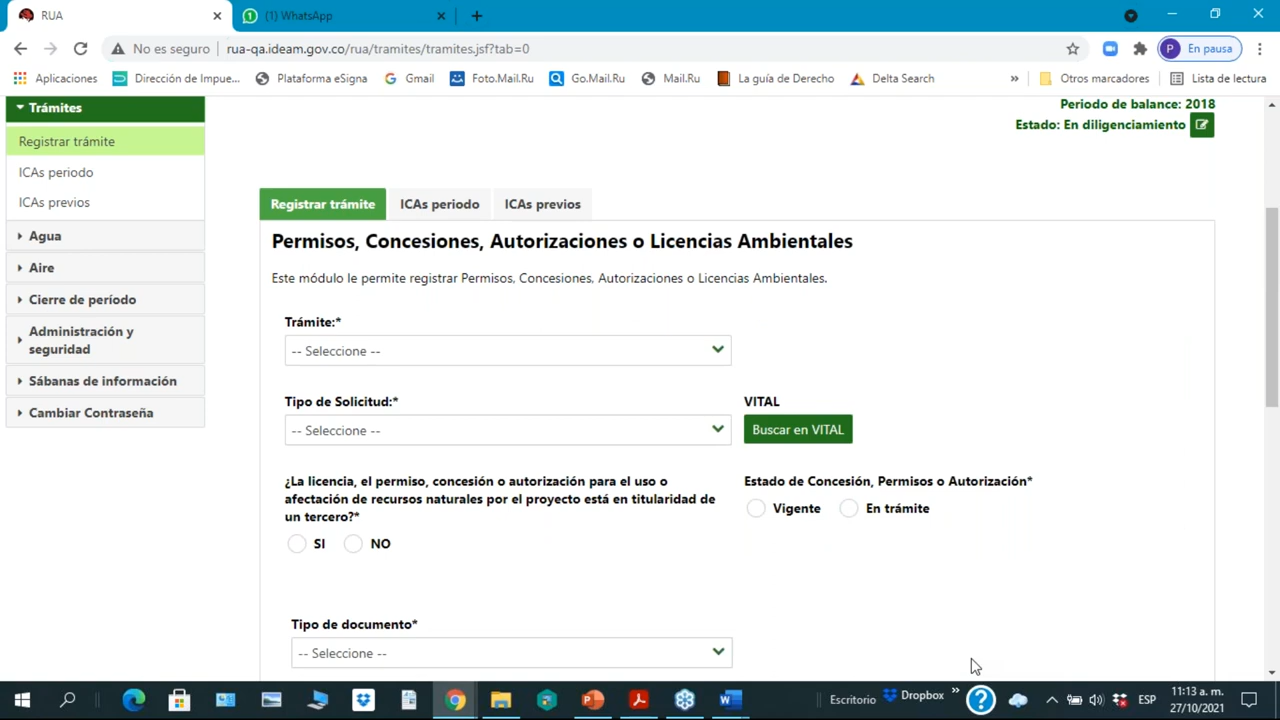 RUA
(1) WhatsApp
No es seguro
rua-qa.ideam.gov.co/rua/tramites/tramites.jsf?tab=0
P En pausa
Aplicaciones
Dirección de Impue...
Plataforma eSigna
Gmail
Foto.Mail.Ru
Go.Mail.Ru
Mail.Ru
La guía de Derecho
Delta Search
»
Otros marcadores
Lista de lectura
Trámites
Registrar trámite
ICAs periodo
ICAs previos
Agua
Aire
Cierre de período
Administración y
seguridad
Sábanas de información
Cambiar Contraseña
Periodo de balance: 2018
Estado: En diligenciamiento
Registrar trámite
ICAs periodo
ICAs previos
Permisos, Concesiones, Autorizaciones o Licencias Ambientales
Este módulo le permite registrar Permisos, Concesiones, Autorizaciones o Licencias Ambientales.
Trámite:*
-- Seleccione --
Tipo de Solicitud:*
-- Seleccione --
VITAL
Buscar en VITAL
¿La licencia, el permiso, concesión o autorización para el uso o
afectación de recursos naturales por el proyecto está en titularidad de
un tercero?*
SI
NO
Estado de Concesión, Permisos o Autorización*
Vigente
En trámite
Tipo de documento*
-- Seleccione --
Escritorio
Dropbox
»
ESP
11:13 a. m.
27/10/2021